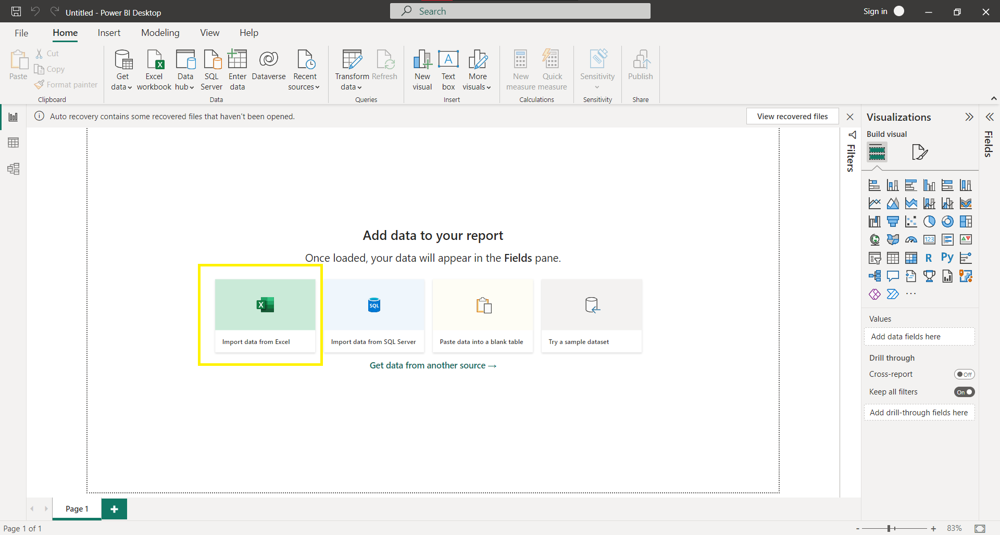 Untitled - Power BI Desktop
Search
Sign in
File Home Insert Modeling View Help
Paste
Cut
Copy
Format painter
Clipboard
Get data
Excel workbook
Data hub
SQL Server
Enter data
Dataverse
Recent sources
Data
Transform data
Refresh
Queries
New visual
Text box
More visuals
Insert
New measure
Quick measure
Calculations
Sensitivity
Sensitivity
Publish
Share
Auto recovery contains some recovered files that haven't been opened.
View recovered files
Add data to your report
Once loaded, your data will appear in the Fields pane.
X
Import data from Excel
SQL
Import data from SQL Server
Paste data into a blank table
Try a sample dataset
Get data from another source →
Filters
Visualizations
Build visual
123
R
Py
Values
Add data fields here
Drill through
Cross-report
Off
Keep all filters
On
Add drill-through fields here
Fields
Page 1
Page 1 of 1
- + 83%